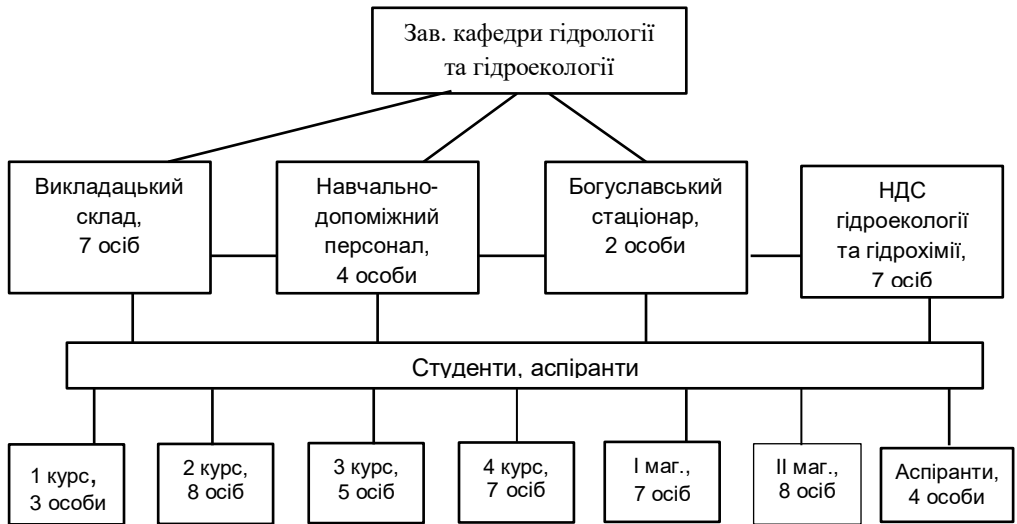 Зав. кафедри гідрології
та гідроекології
Викладацький
склад,
7 осіб
Навчально-
допоміжний
персонал,
4 особи
Богуславський
стаціонар,
2 особи
НДС
гідроекології
та гідрохімії,
7 осіб
Студенти, аспіранти
1 курс,
3 особи
2 курс,
8 осіб
3 курс,
5 осіб
4 курс,
7 осіб
І маг.,
7 осіб
ІІ маг.,
8 осіб
Аспіранти,
4 особи